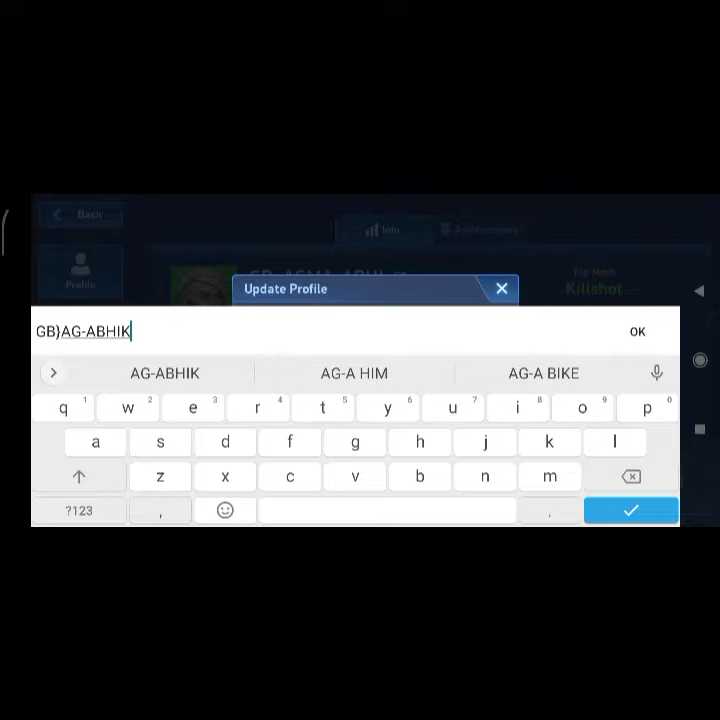 Back
Info
Achievements
Profile
Top Medal
Killshot
Update Profile
GB}AG-ABHIK
OK
AG-ABHIK AG-A HIM AG-A BIKE
q 1 w 2 e 3 r 4 t 5 y 6 u 7 i 8 o 9 p 0
a s d f g h j k l
z x c v b n m
?123 , .